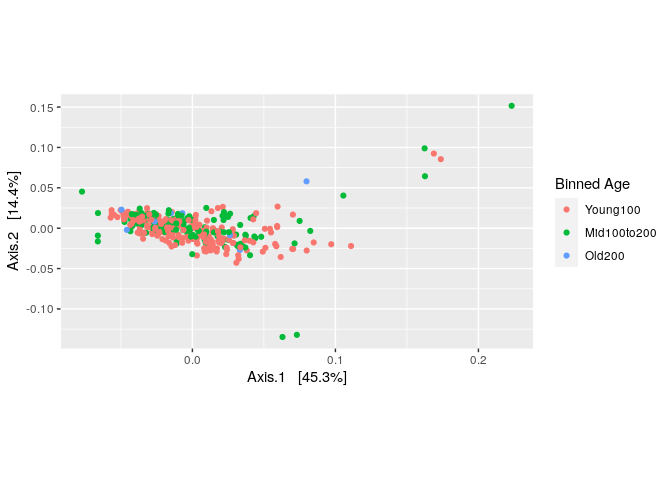 0.15
0.10
0.05
0.00
-0.05
-0.10
Axis.2 [14.4%]
0.0 0.1 0.2
Axis.1 [45.3%]
Binned Age
Young100
Mid100to200
Old200